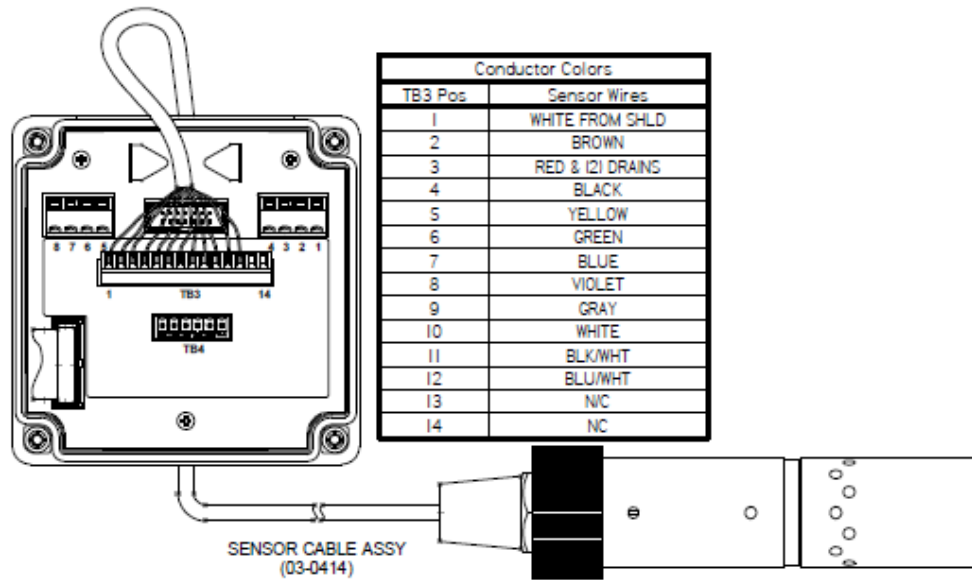 Conductor Colors
TB3 Pos Sensor Wires
1 WHITE FROM SHLD
2 BROWN
3 RED & (2) DRAINS
4 BLACK
5 YELLOW
6 GREEN
7 BLUE
8 VIOLET
9 GRAY
10 WHITE
11 BLK/WHT
12 BLU/WHT
13 N/C
14 NC
8 7 6 5
4 3 2 1
1 TB3 14
TB4
SENSOR CABLE ASSY
(03-0414)